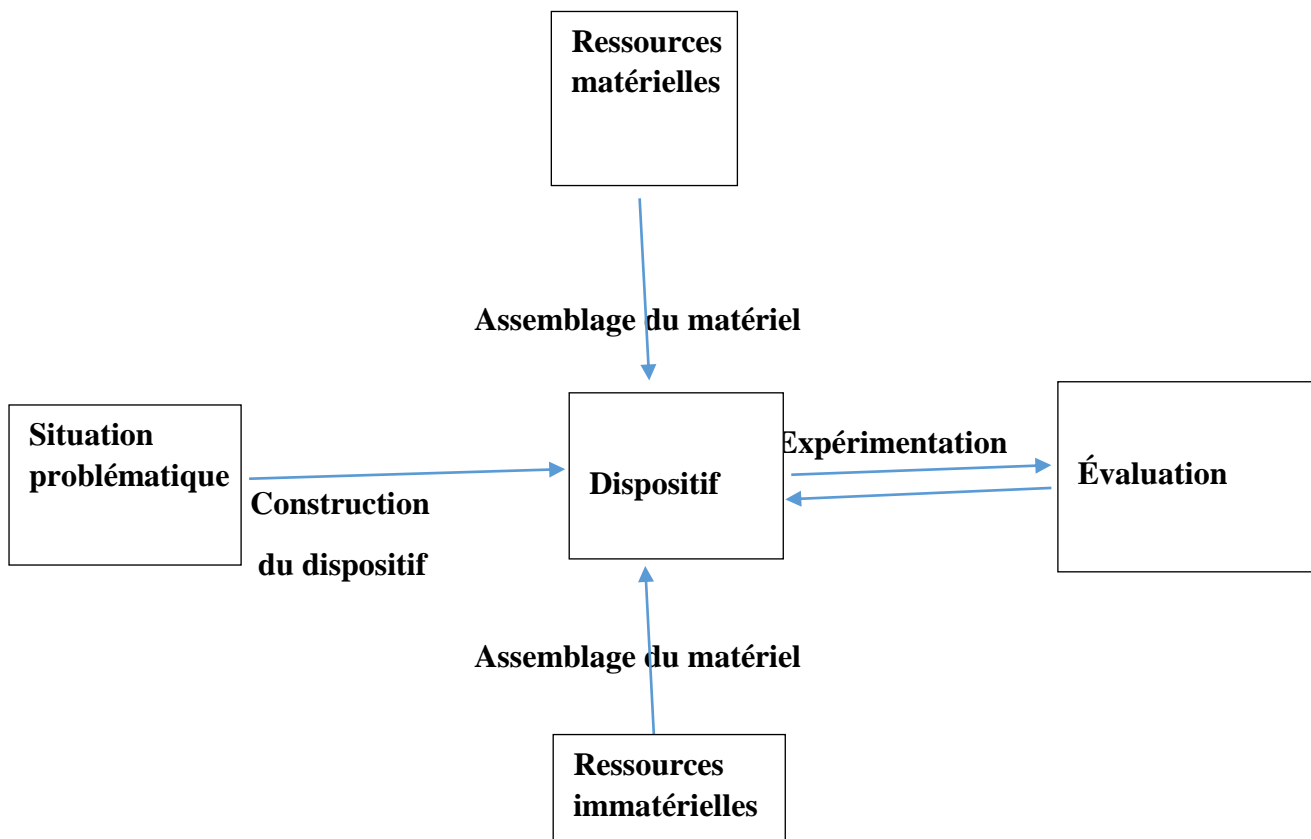 Ressources
matérielles
Assemblage du matériel
Situation
problématique
Construction
du dispositif
Dispositif
Expérimentation
Évaluation
Assemblage du matériel
Ressources
immatérielles